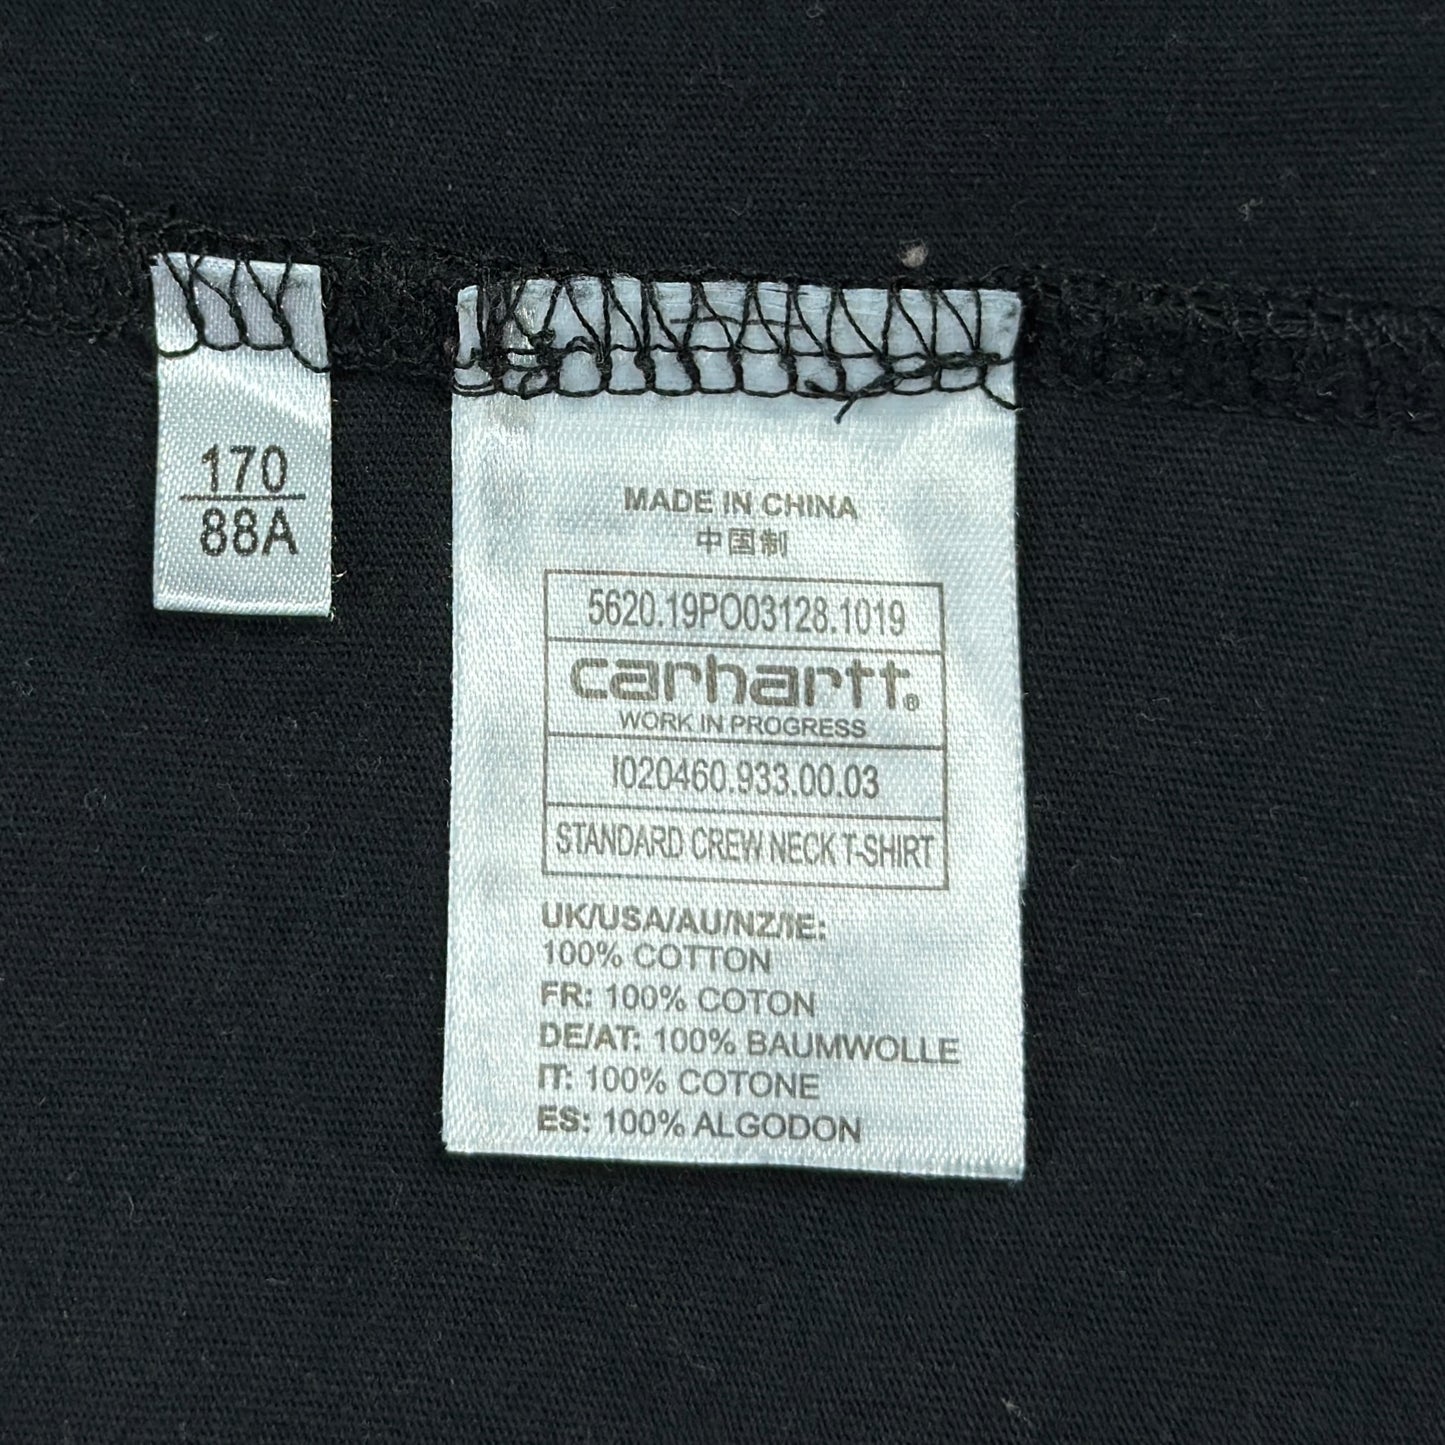 170
88A
MADE IN CHINA
中国制
5620.19PO03128.1019
carhartt®
WORK IN PROGRESS
I020460.933.00.03
STANDARD CREW NECK T-SHIRT
UK/USA/AU/NZ/IE:
100% COTTON
FR: 100% COTON
DE/AT: 100% BAUMWOLLE
IT: 100% COTONE
ES: 100% ALGODON